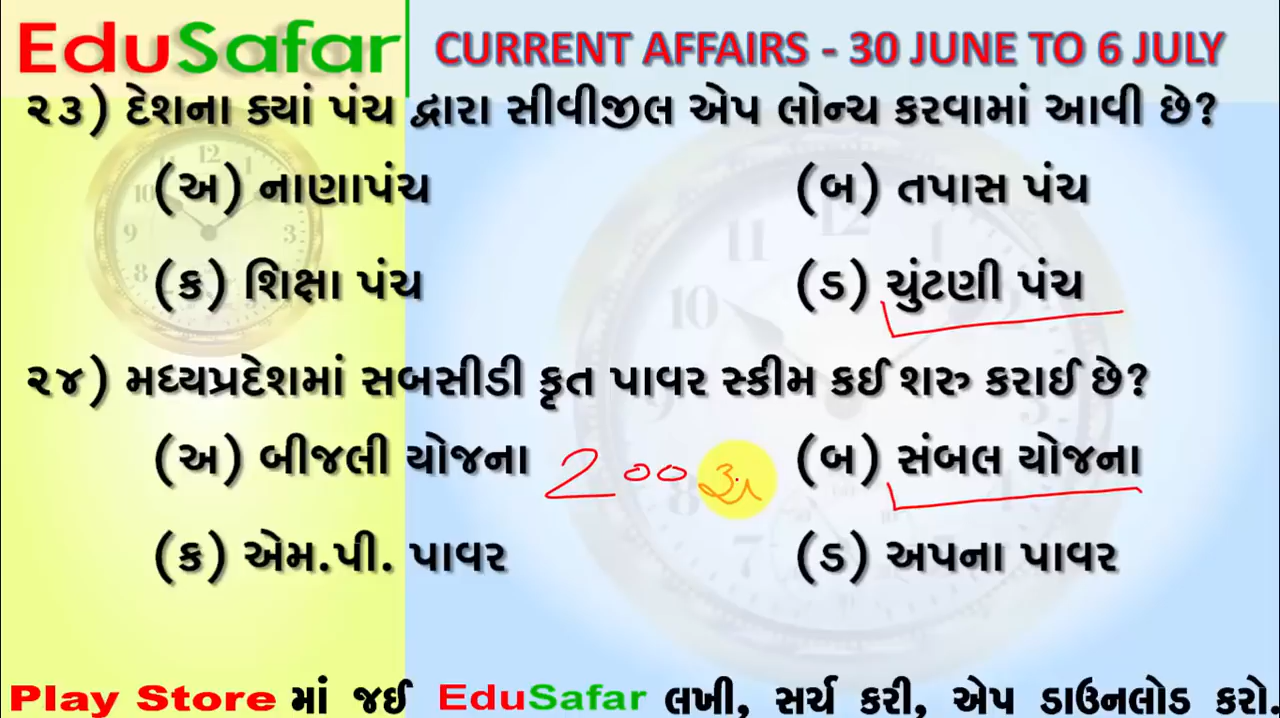 EduSafar CURRENT AFFAIRS - 30 JUNE TO 6 JULY
૨૩) દેશના ક્યાં પંચ દ્વારા સીવીજીલ એપ લોન્ચ કરવામાં આવી છે?
(અ) નાણાપંચ (બ) તપાસ પંચ
(ક) શિક્ષા પંચ (ડ) ચુંટણી પંચ
૨૪) મધ્યપ્રદેશમાં સબસીડી કૃત પાવર સ્કીમ કઈ શરુ કરાઈ છે?
(અ) બીજલી યોજના 200 (બ) સંબલ યોજના
(ક) એમ.પી. પાવર (ડ) અપના પાવર
Play Store માં જઈ EduSafar લખી, સર્ચ કરી, એપ ડાઉનલોડ કરો.